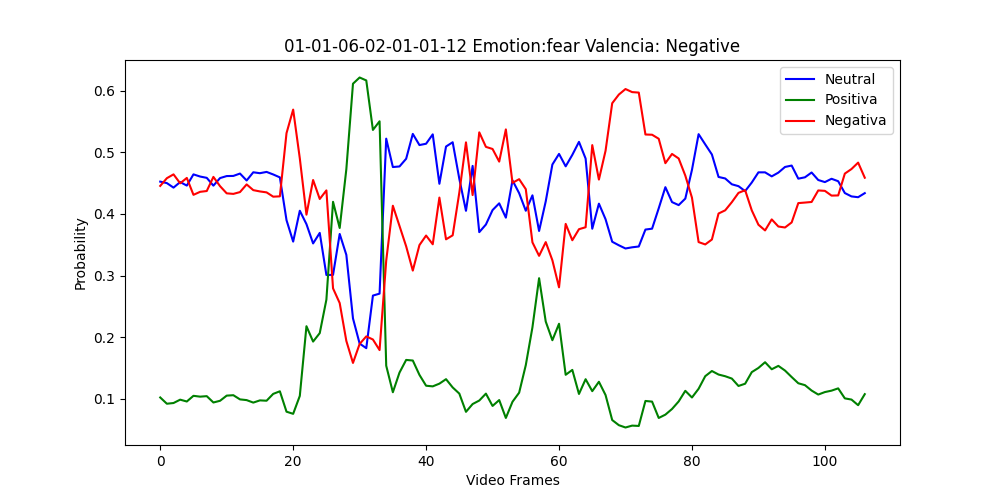 01-01-06-02-01-01-12 Emotion:fear Valencia: Negative
Neutral
Positiva
Negativa
Probability
0.6
0.5
0.4
0.3
0.2
0.1
0 20 40 60 80 100
Video Frames